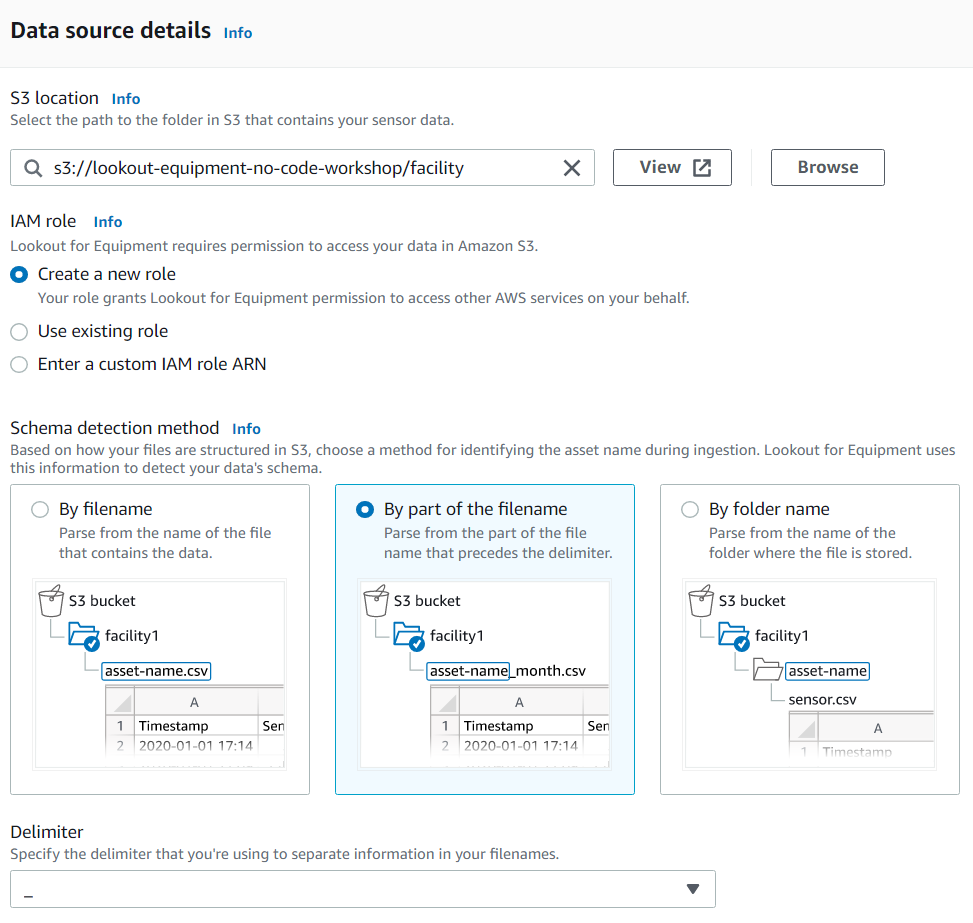 Data source details Info
S3 location Info
Select the path to the folder in S3 that contains your sensor data.
s3://lookout-equipment-no-code-workshop/facility View Browse
IAM role Info
Lookout for Equipment requires permission to access your data in Amazon S3.
Create a new role
Your role grants Lookout for Equipment permission to access other AWS services on your behalf.
Use existing role
Enter a custom IAM role ARN
Schema detection method Info
Based on how your files are structured in S3, choose a method for identifying the asset name during ingestion. Lookout for Equipment uses
this information to detect your data's schema.
By filename
Parse from the name of the file
that contains the data.
S3 bucket
facility1
asset-name.csv
A
1 Timestamp Sen
2 2020-01-01 17:14
By part of the filename
Parse from the part of the file
name that precedes the delimiter.
S3 bucket
facility1
asset-name_month.csv
A
1 Timestamp Sen
2 2020-01-01 17:14
By folder name
Parse from the name of the
folder where the file is stored.
S3 bucket
facility1
asset-name
sensor.csv
A
1 Timestamp
Delimiter
Specify the delimiter that you're using to separate information in your filenames.
_